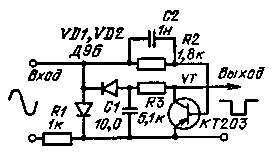 C2
VD1, VD2
1н
R2
Д9Б
1,8к
Вход
Выход
VT
R1
C1
R3
1к
10,0
5,1к
КТ203